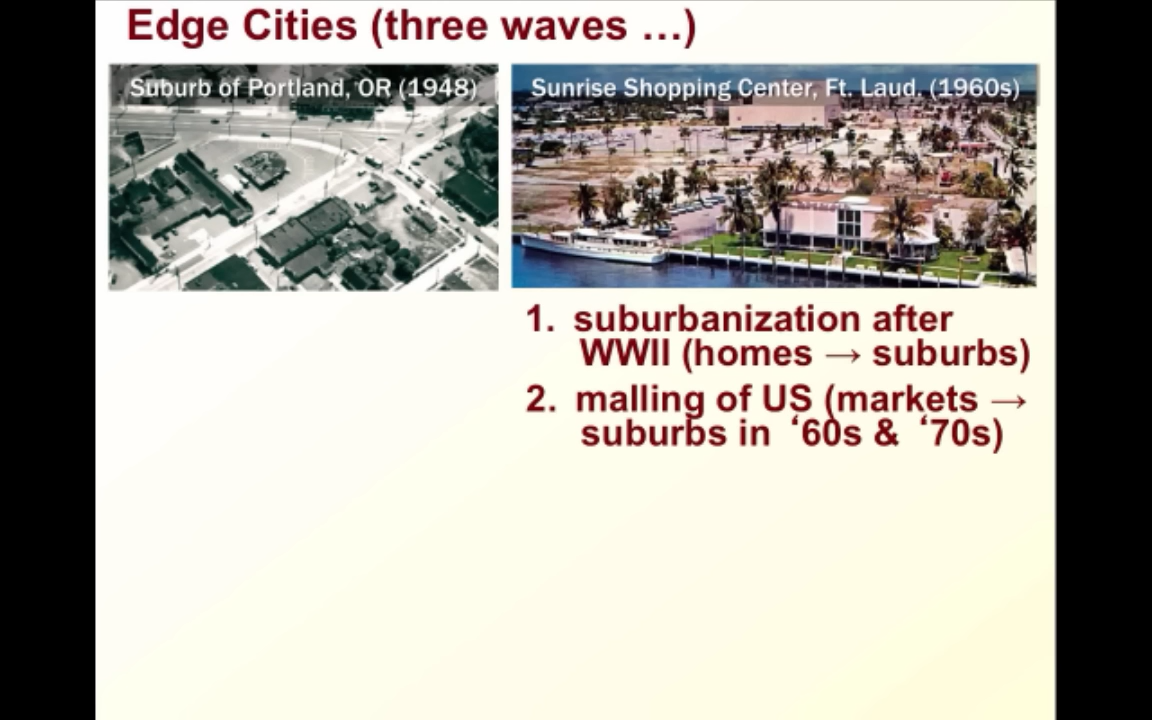 Edge Cities (three waves …)
Suburb of Portland, OR (1948)
Sunrise Shopping Center, Ft. Laud. (1960s)
1. suburbanization after
WWII (homes → suburbs)
2. malling of US (markets →
suburbs in ‘60s & ‘70s)